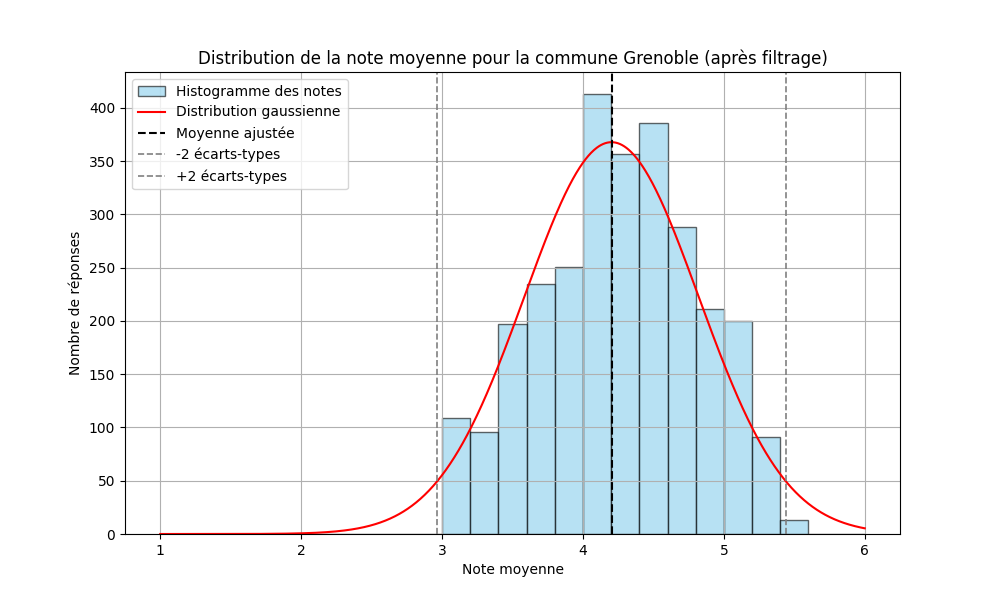 Distribution de la note moyenne pour la commune Grenoble (après filtrage)
Histogramme des notes
Distribution gaussienne
Moyenne ajustée
-2 écarts-types
+2 écarts-types
Nombre de réponses
400
350
300
250
200
150
100
50
0
1 2 3 4 5 6
Note moyenne